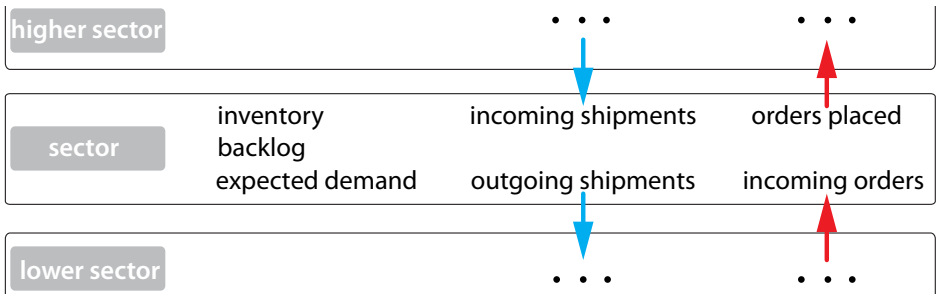 higher sector
. . .
. . .
inventory
incoming shipments
orders placed
sector
backlog
expected demand
outgoing shipments
incoming orders
lower sector
. . .
. . .